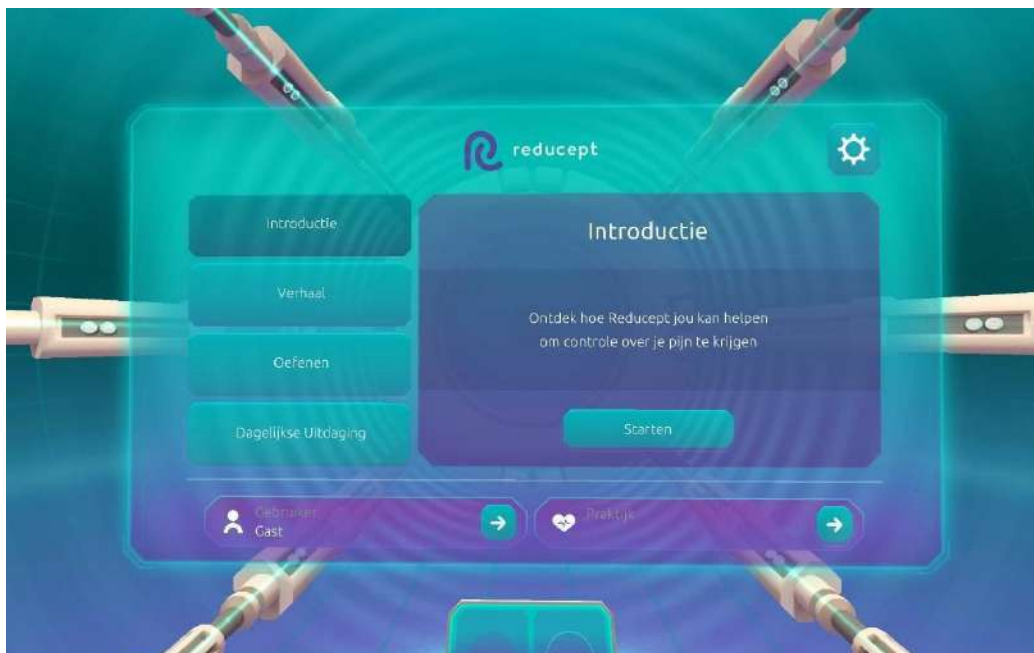 reducept
Introductie
Verhaal
Oefenen
Dagelijkse Uitdaging
Introductie
Ontdek hoe Reducept jou kan helpen
om controle over je pijn te krijgen
Starten
Gebruiker
Gast
Praktijk